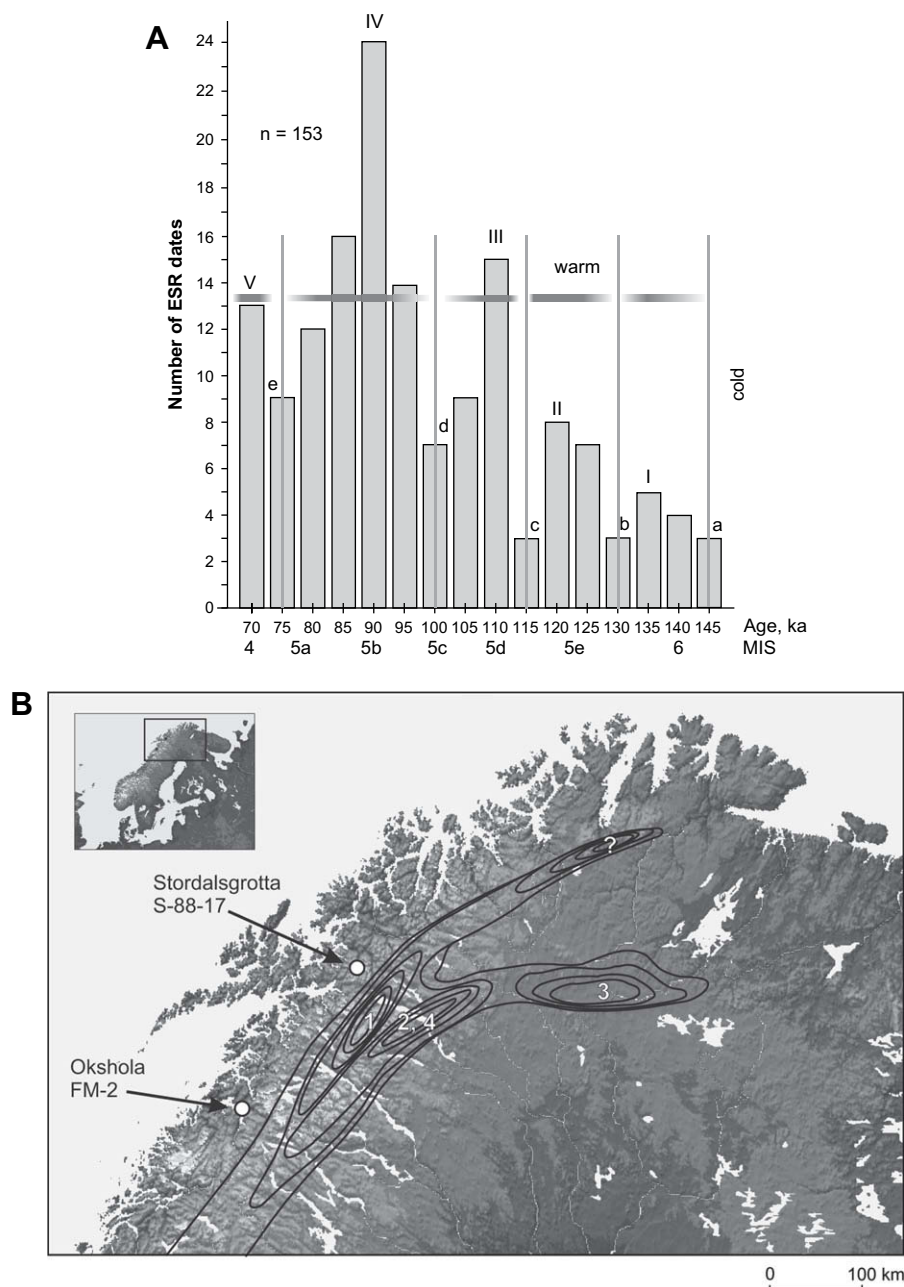 A
IV
24
22
n = 153
20
18
16
III
warm
14
V
12
Number of ESR dates
10
e
cold
8
d
II
6
I
4
c
b
a
2
0
70 75 80 85 90 95 100 105 110 115 120 125 130 135 140 145 Age, ka
4 5a 5b 5c 5d 5e 6 MIS
B
?
Stordalsgrotta
S-88-17
3
1
2, 4
Okshola
FM-2
0 100 km